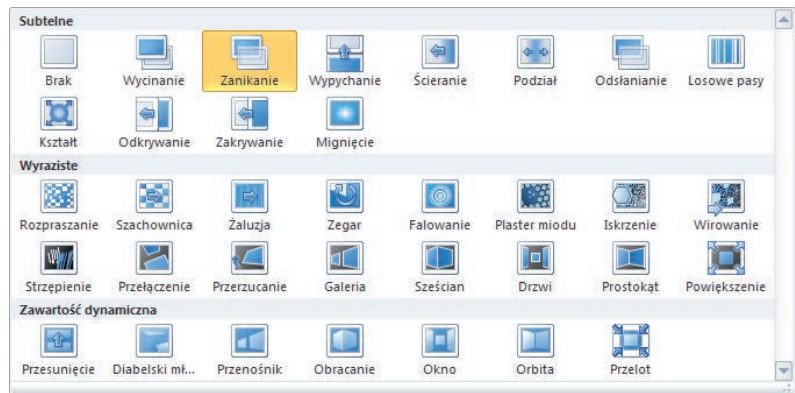 Subtelne
Brak Wycinanie Zanikanie Wypychanie Ścieranie Podział Odsłanianie Losowe pasy
Kształt Odkrywanie Zakrywanie Mignięcie
Wyraziste
Rozpraszanie Szachownica Żaluzja Zegar Falowanie Plaster miodu Iskrzenie Wirowanie
Strzępienie Przełączenie Przerzucanie Galeria Sześcian Drzwi Prostokąt Powiększenie
Zawartość dynamiczna
Przesunięcie Diabelski mł... Przenośnik Obracanie Okno Orbita Przelot